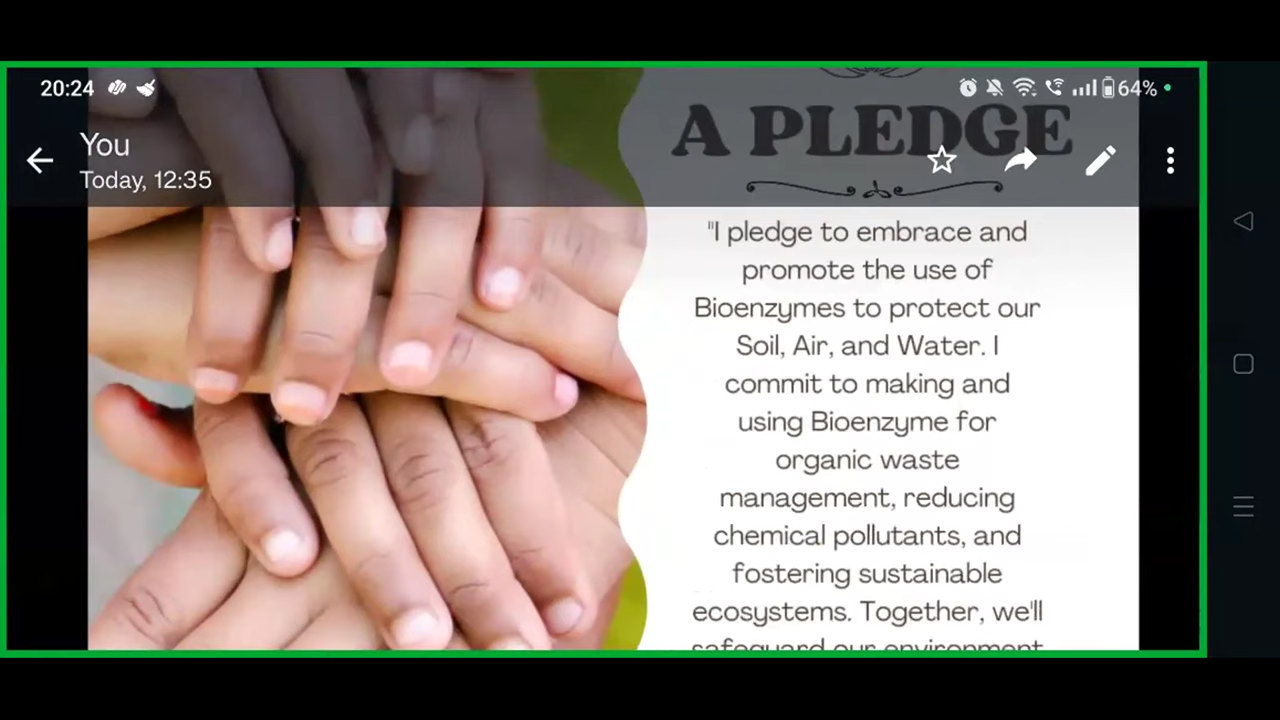 20:24
64%
You
Today, 12:35
A PLEDGE
"I pledge to embrace and
promote the use of
Bioenzymes to protect our
Soil, Air, and Water. I
commit to making and
using Bioenzyme for
organic waste
management, reducing
chemical pollutants, and
fostering sustainable
ecosystems. Together, we'll
safeguard our environment